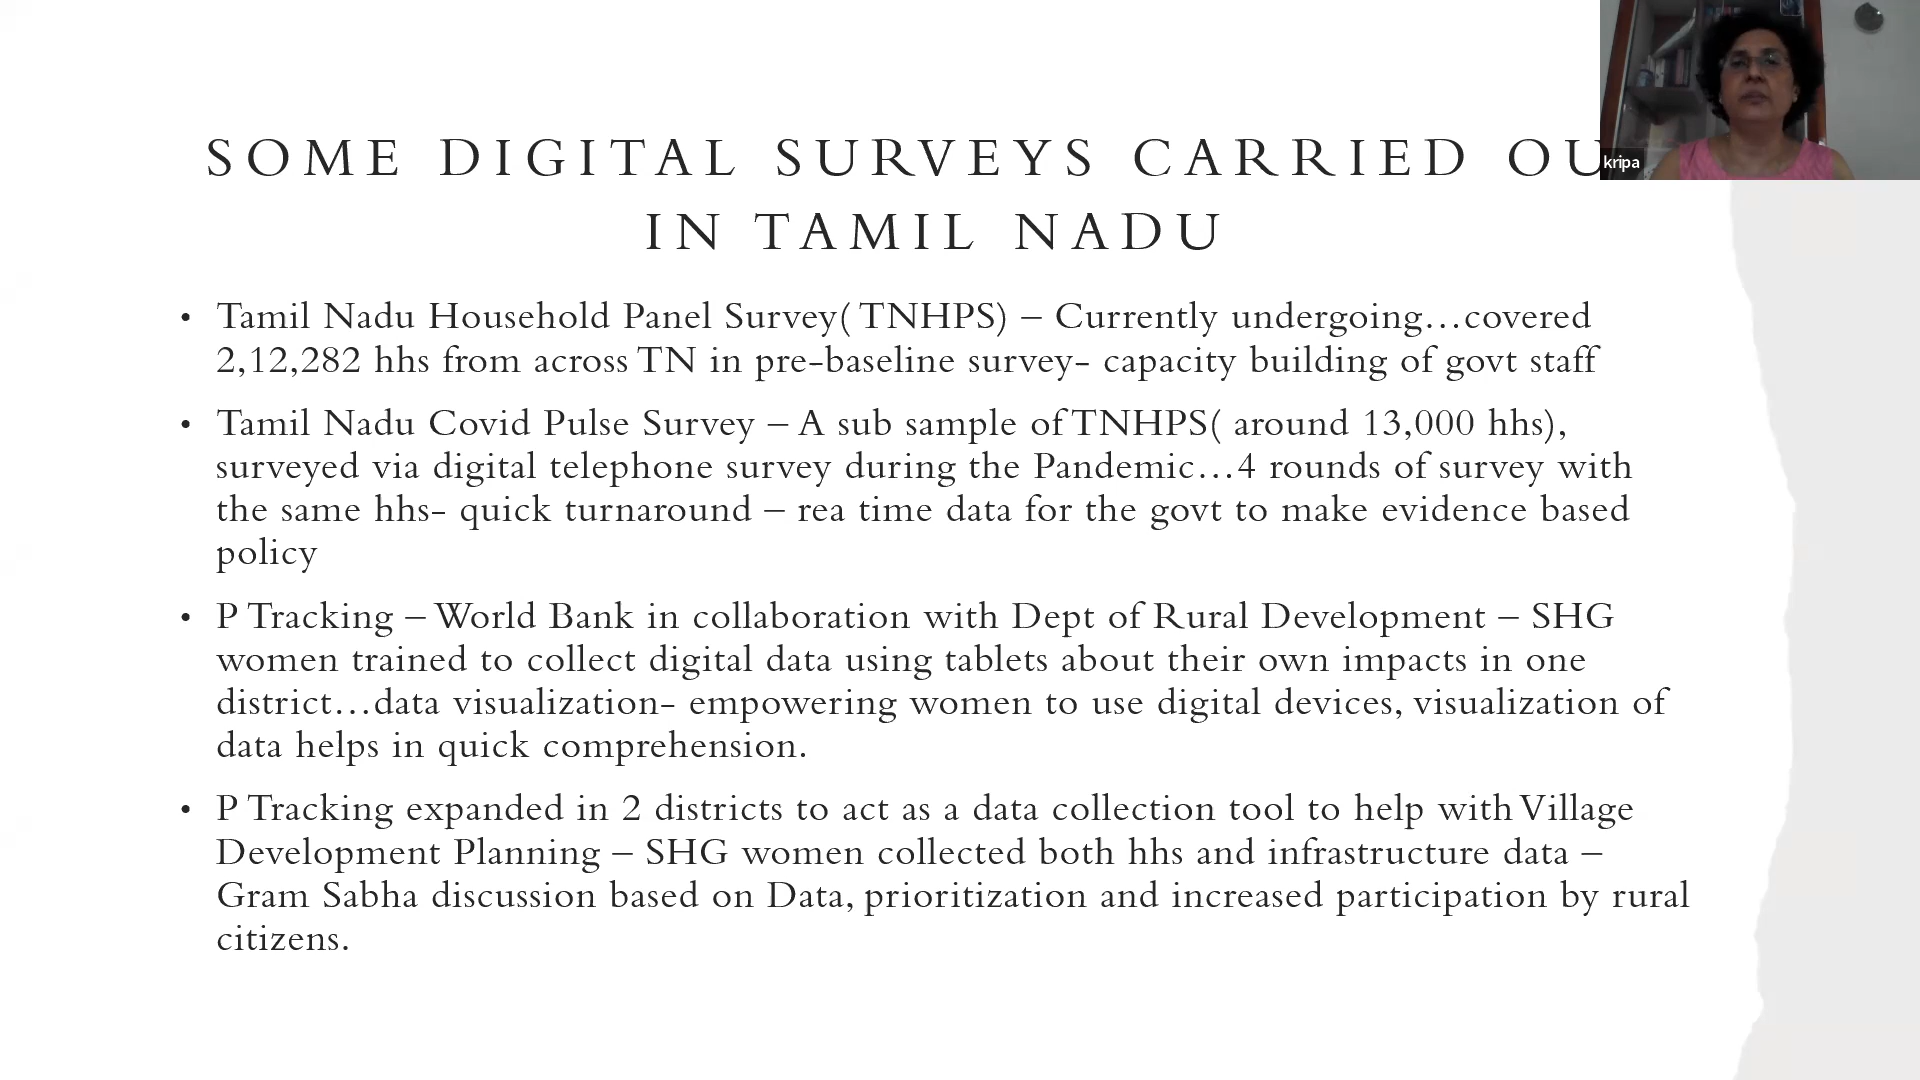 SOME DIGITAL SURVEYS CARRIED OU
IN TAMIL NADU
kripa
• Tamil Nadu Household Panel Survey( TNHPS) – Currently undergoing...covered
2,12,282 hhs from across TN in pre-baseline survey- capacity building of govt staff
• Tamil Nadu Covid Pulse Survey – A sub sample of TNHPS( around 13,000 hhs),
surveyed via digital telephone survey during the Pandemic...4 rounds of survey with
the same hhs- quick turnaround – rea time data for the govt to make evidence based
policy
• P Tracking – World Bank in collaboration with Dept of Rural Development – SHG
women trained to collect digital data using tablets about their own impacts in one
district...data visualization- empowering women to use digital devices, visualization of
data helps in quick comprehension.
• P Tracking expanded in 2 districts to act as a data collection tool to help with Village
Development Planning – SHG women collected both hhs and infrastructure data –
Gram Sabha discussion based on Data, prioritization and increased participation by rural
citizens.